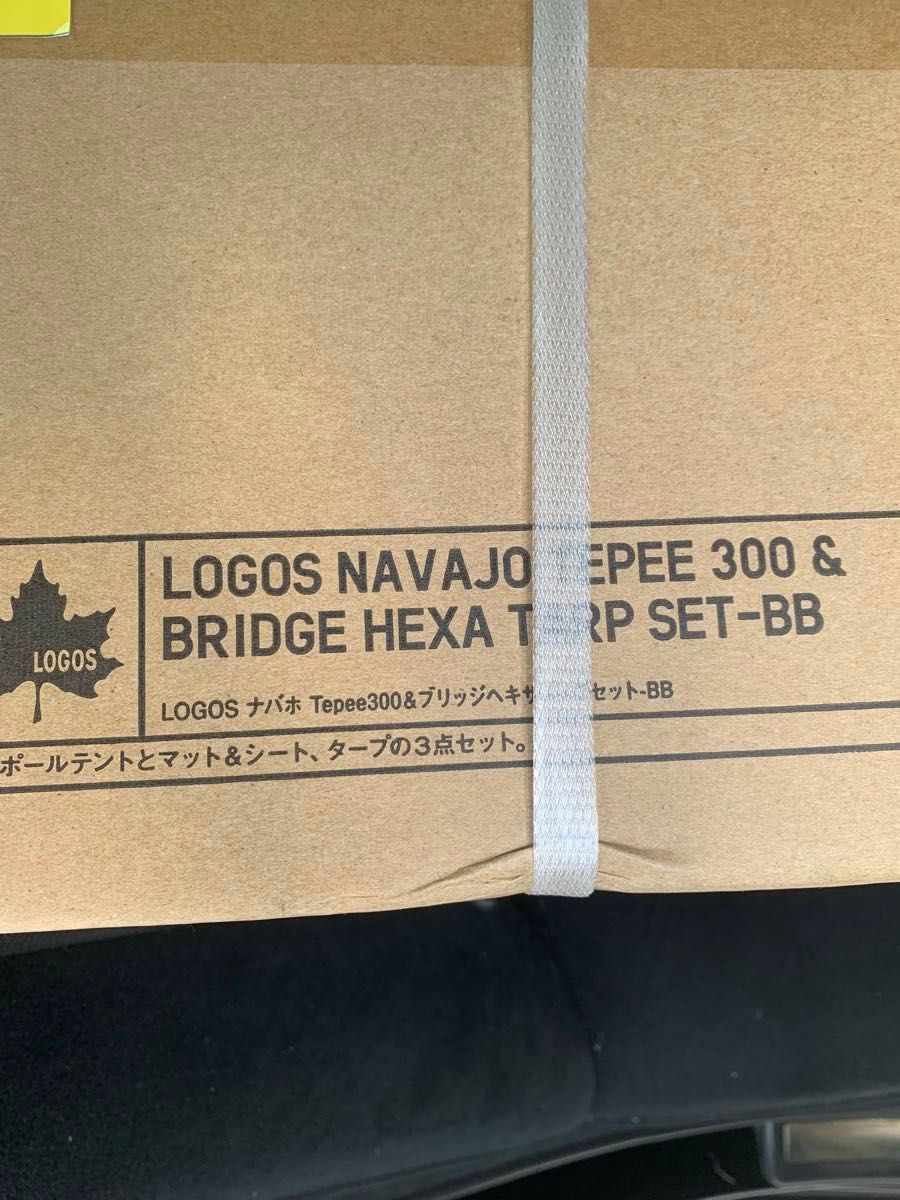 LOGOS NAVAJO TEPEE 300 &
BRIDGE HEXA TARP SET-BB
LOGOS
LOGOS ナバホ Tepee300&ブリッジヘキサ セット-BB
ポールテントとマット&シート、タープの3点セット。